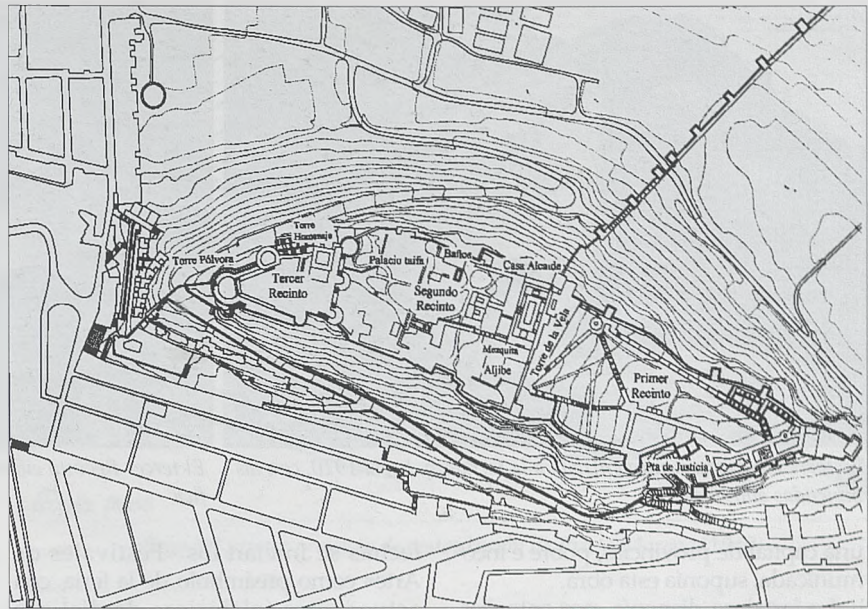 Torre
Homenaje
Torre Pólvora
Tercer
Recinto
Palacio taifa
Baños
Casa Alcaide
Segundo
Recinto
Mezquita
Aljibe
Torre de la Vela
Primer
Recinto
Pta de Justicia